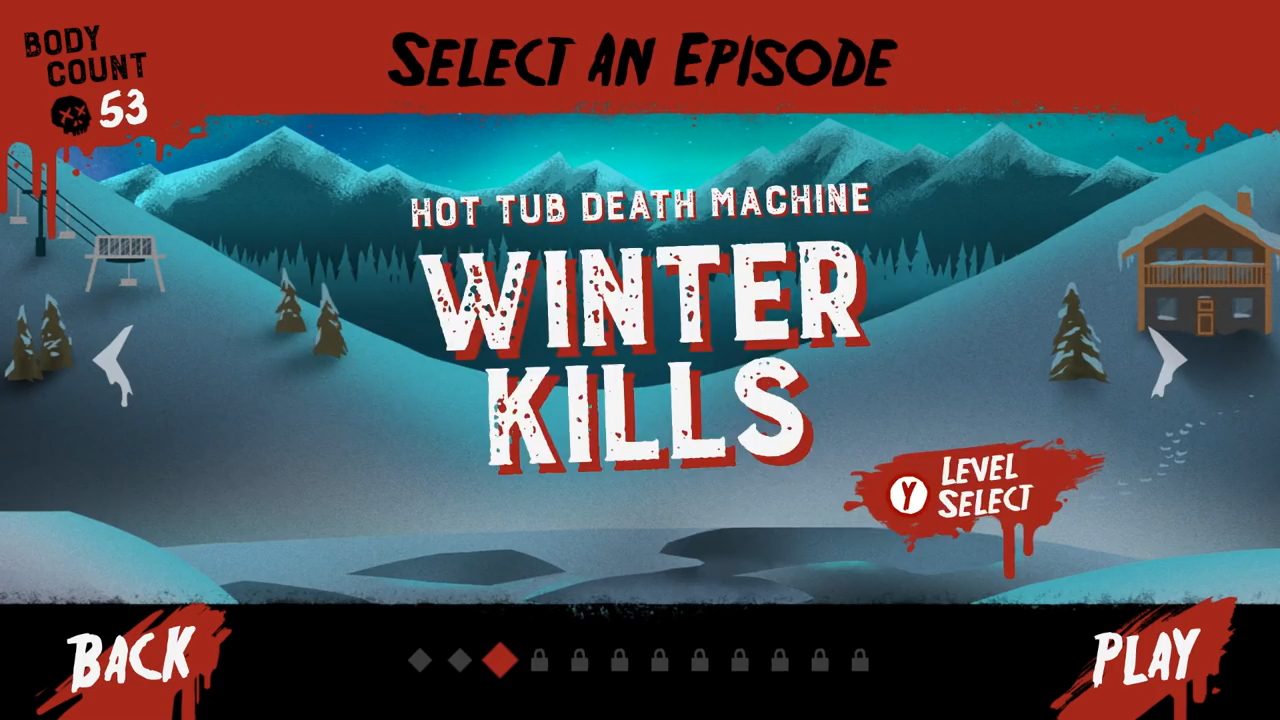 BODY
COUNT
53
SELECT AN EPISODE
HOT TUB DEATH MACHINE
WINTER
KILLS
Y LEVEL
SELECT
BACK
PLAY